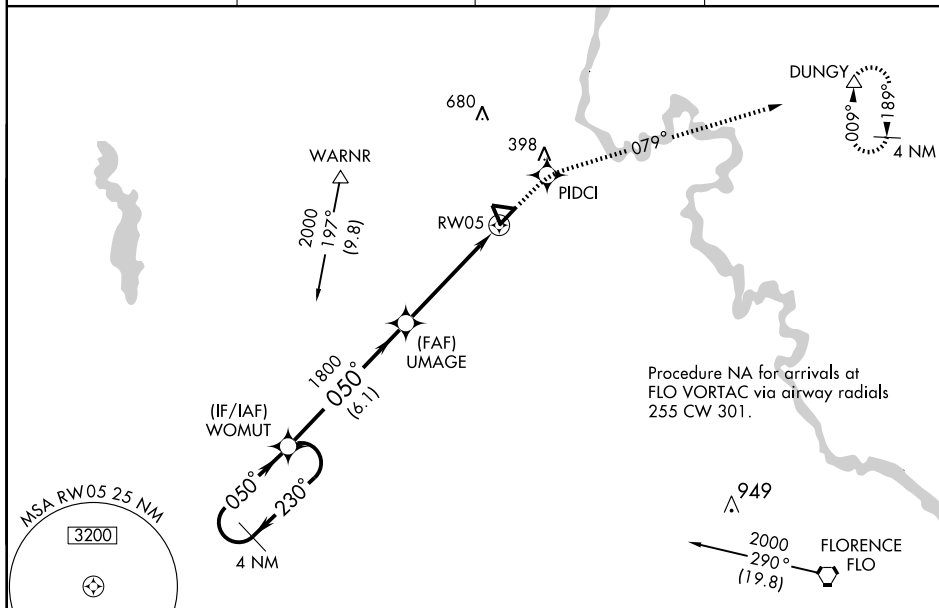 DUNGY
009°
189°
4 NM
680
398
079°
PIDCI
WARNR
2000
197°
(9.8)
RW05
(FAF)
UMAGE
1800
050°
(6.1)
Procedure NA for arrivals at
FLO VORTAC via airway radials
255 CW 301.
(IF/IAF)
WOMUT
050°
230°
4 NM
MSA RW05 25 NM
3200
949
2000
290°
(19.8)
FLORENCE
FLO